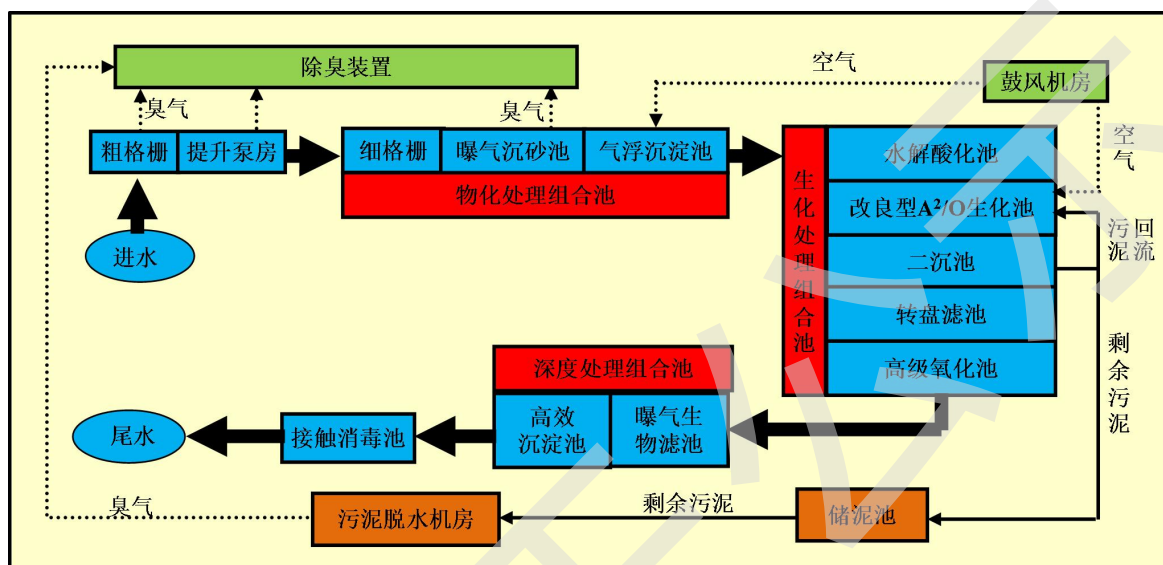 除臭装置
空气
鼓风机房
臭气
臭气
空气
粗格栅
提升泵房
细格栅
曝气沉砂池
气浮沉淀池
物化处理组合池
进水
生化处理组合池
水解酸化池
改良型A²/O生化池
二沉池
转盘滤池
高级氧化池
污泥
回流
剩余污泥
深度处理组合池
高效
沉淀池
曝气生
物滤池
接触消毒池
尾水
臭气
污泥脱水机房
剩余污泥
储泥池